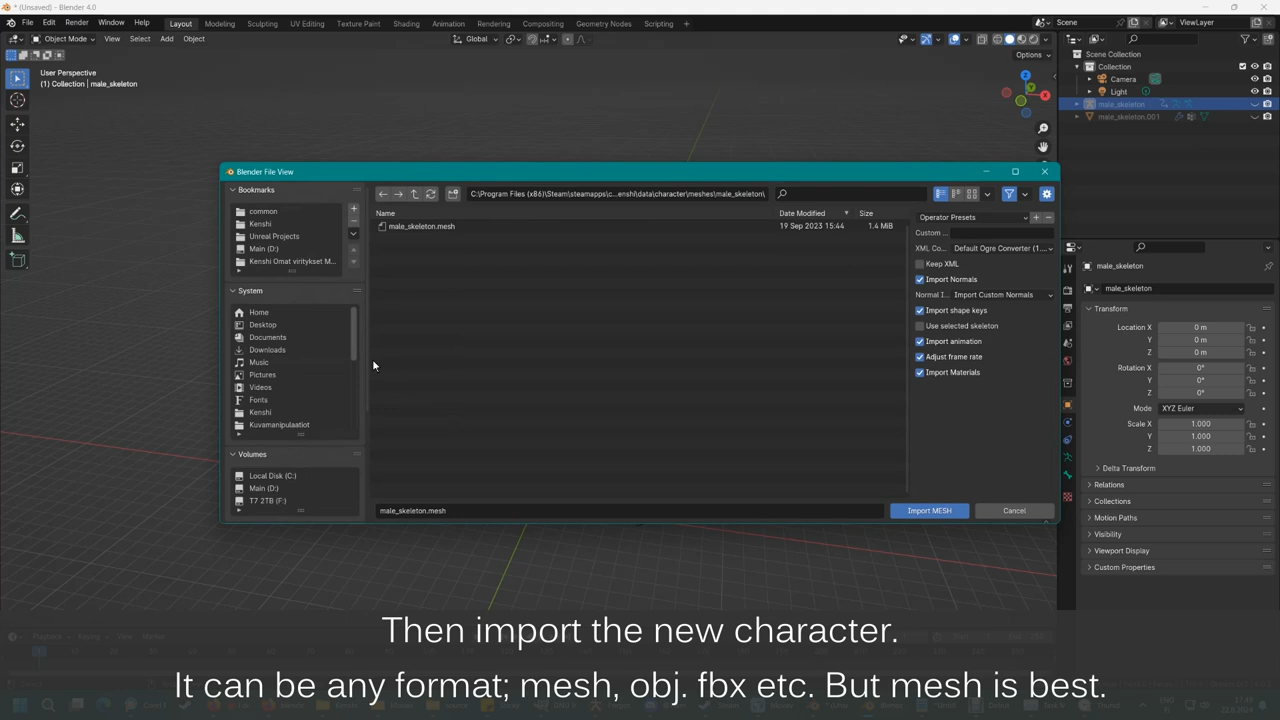 * (Unsaved) - Blender 4.0
File Edit Render Window Help Layout Modeling Sculpting UV Editing Texture Paint Shading Animation Rendering Compositing Geometry Nodes Scripting + Scene ViewLayer
Object Mode View Select Add Object Global
Options
User Perspective
(1) Collection | male_skeleton
Scene Collection
Collection
Camera
Light
male_skeleton
male_skeleton.001
Blender File View
Bookmarks
common
Kenshi
Unreal Projects
Main (D:)
Kenshi Omat viritykset M...
System
Home
Desktop
Documents
Downloads
Music
Pictures
Videos
Fonts
Kenshi
Kuvamanipulaatiot
Volumes
Local Disk (C:)
Main (D:)
T7 2TB (F:)
C:\Program Files (x86)\Steam\steamapps\c...enshi\data\character\meshes\male_skeleton\
Name Date Modified Size
male_skeleton.mesh 19 Sep 2023 15:44 1.4 MiB
male_skeleton.mesh
Import MESH Cancel
Operator Presets
Custom ...
XML Co... Default Ogre Converter (1....
Keep XML
Import Normals
Normal I... Import Custom Normals
Import shape keys
Use selected skeleton
Import animation
Adjust frame rate
Import Materials
male_skeleton
male_skeleton
Transform
Location X 0 m
Y 0 m
Z 0 m
Rotation X 0°
Y 0°
Z 0°
Mode XYZ Euler
Scale X 1.000
Y 1.000
Z 1.000
Delta Transform
Relations
Collections
Motion Paths
Visibility
Viewport Display
Custom Properties
Then import the new character.
It can be any format; mesh, obj. fbx etc. But mesh is best.